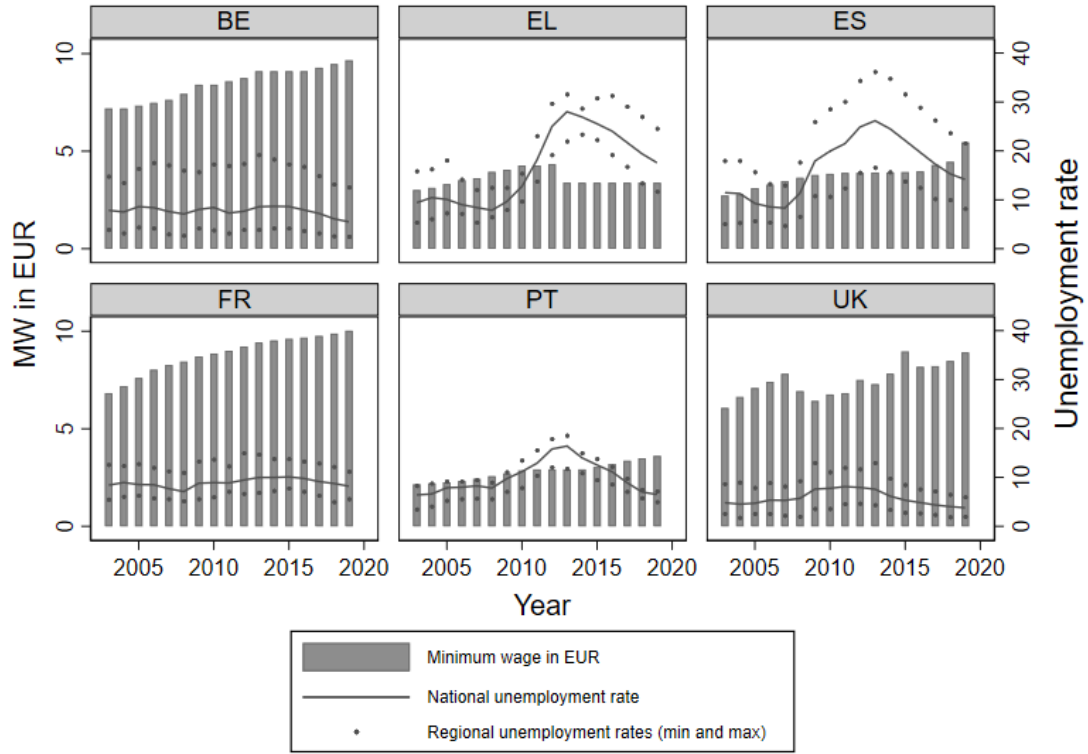 BE
EL
ES
10
5
0
40
30
20
10
0
MW in EUR
Unemployment rate
FR
PT
UK
10
5
0
40
30
20
10
0
2005 2010 2015 2020
2005 2010 2015 2020
2005 2010 2015 2020
Year
Minimum wage in EUR
National unemployment rate
Regional unemployment rates (min and max)